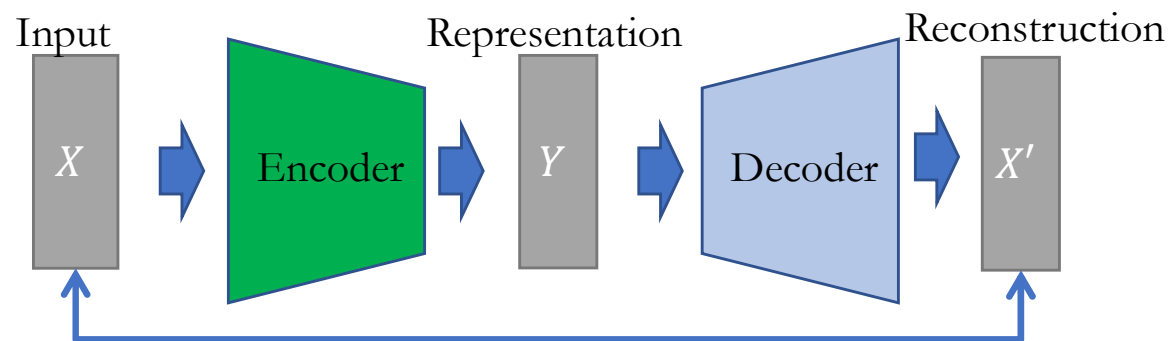 Input
Representation
Reconstruction
X
Encoder
Y
Decoder
X′